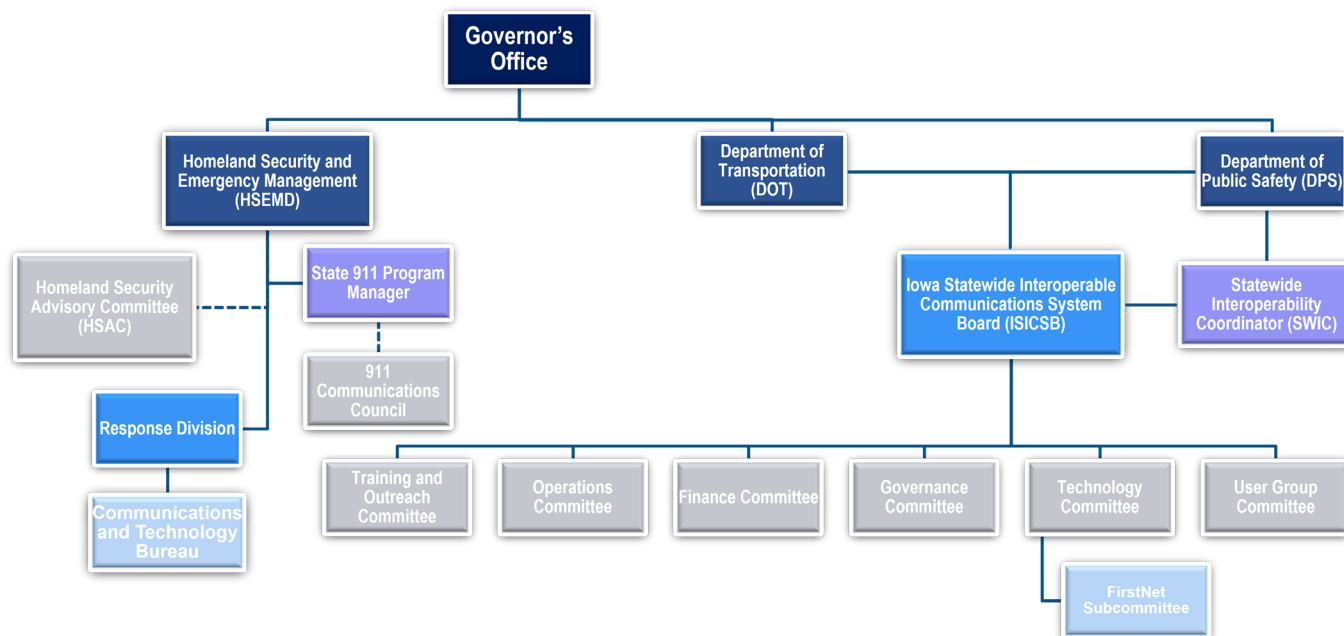 Governor's
Office
Homeland Security and
Emergency Management
(HSEMD)
Department of
Transportation
(DOT)
Department of
Public Safety (DPS)
Homeland Security
Advisory Committee
(HSAC)
State 911 Program
Manager
Iowa Statewide Interoperable
Communications System
Board (ISICSB)
Statewide
Interoperability
Coordinator (SWIC)
911
Communications
Council
Response Division
Communications
and Technology
Bureau
Training and
Outreach
Committee
Operations
Committee
Finance Committee
Governance
Committee
Technology
Committee
User Group
Committee
FirstNet
Subcommittee